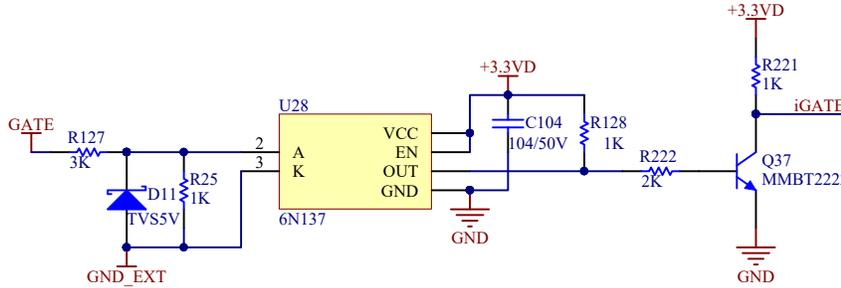 +3.3VD
+3.3VD
R221
1K
iGATE
U28
GATE
R127
3K
2
3
A
K
VCC
EN
OUT
GND
C104
104/50V
R128
1K
R222
2K
Q37
MMBT222
D11
TVS5V
R25
1K
6N137
GND
GND_EXT
GND